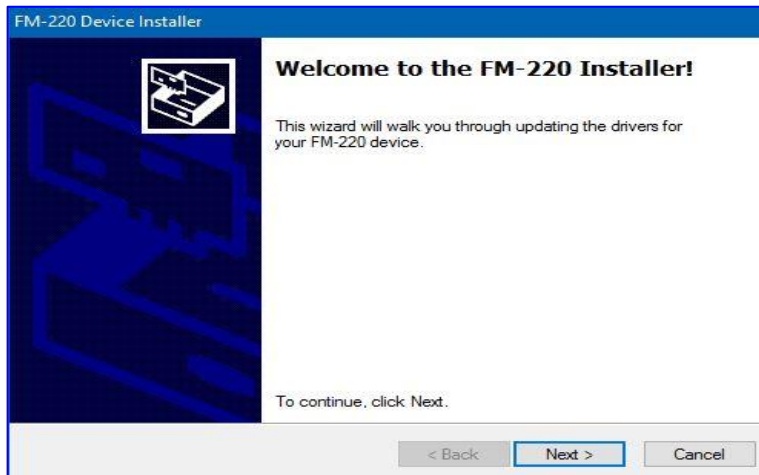 FM-220 Device Installer
Welcome to the FM-220 Installer!
This wizard will walk you through updating the drivers for
your FM-220 device.
To continue, click Next.
< Back
Next >
Cancel